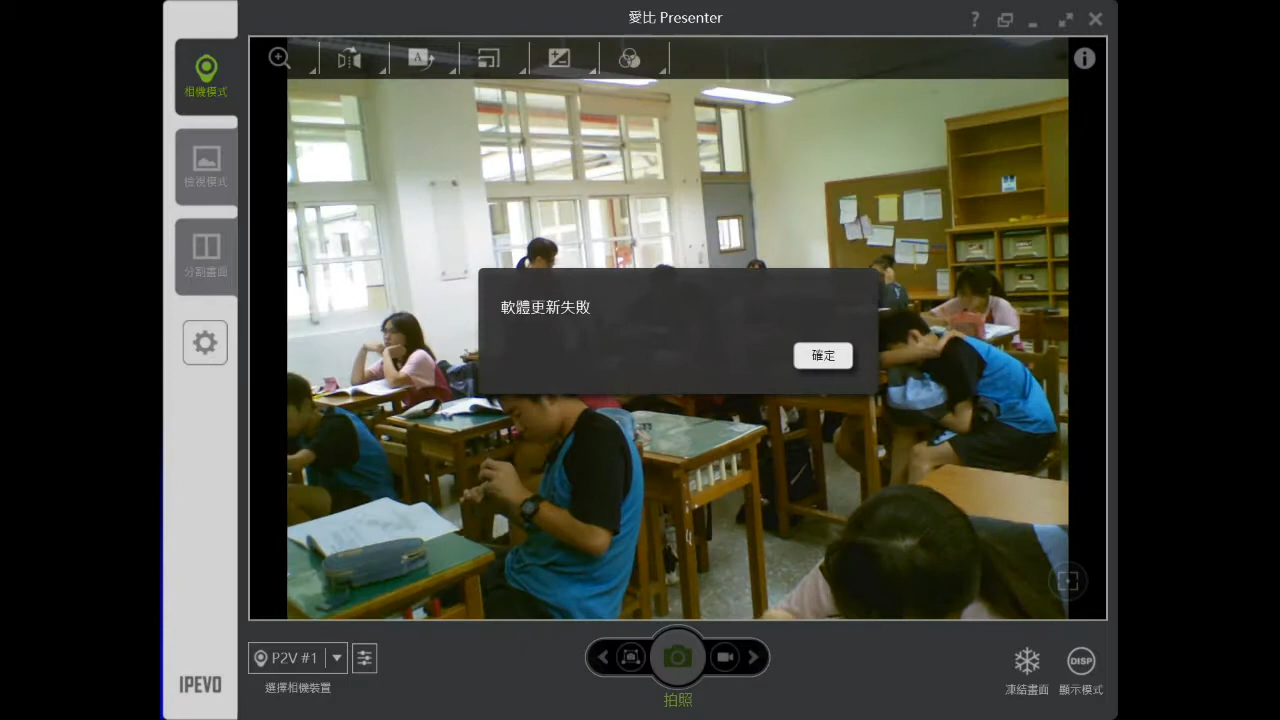 愛比 Presenter
?
相機模式
A
檢視模式
分割畫面
軟體更新失敗
確定
P2V #1
選擇相機裝置
拍照
DISP
凍結畫面
顯示模式
IPEVO